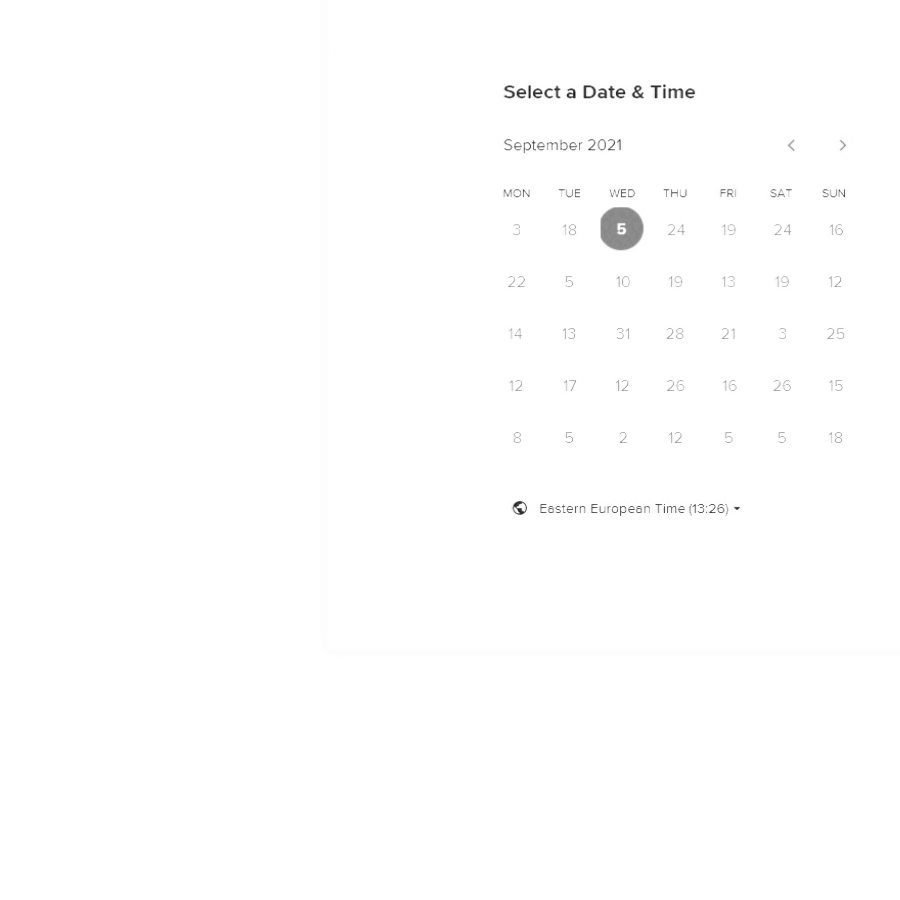 Select a Date & Time
September 2021
MON TUE WED THU FRI SAT SUN
3 18 5 24 19 24 16
22 5 10 19 13 19 12
14 13 31 28 21 3 25
12 17 12 26 16 26 15
8 5 2 12 5 5 18
Eastern European Time (13:26)